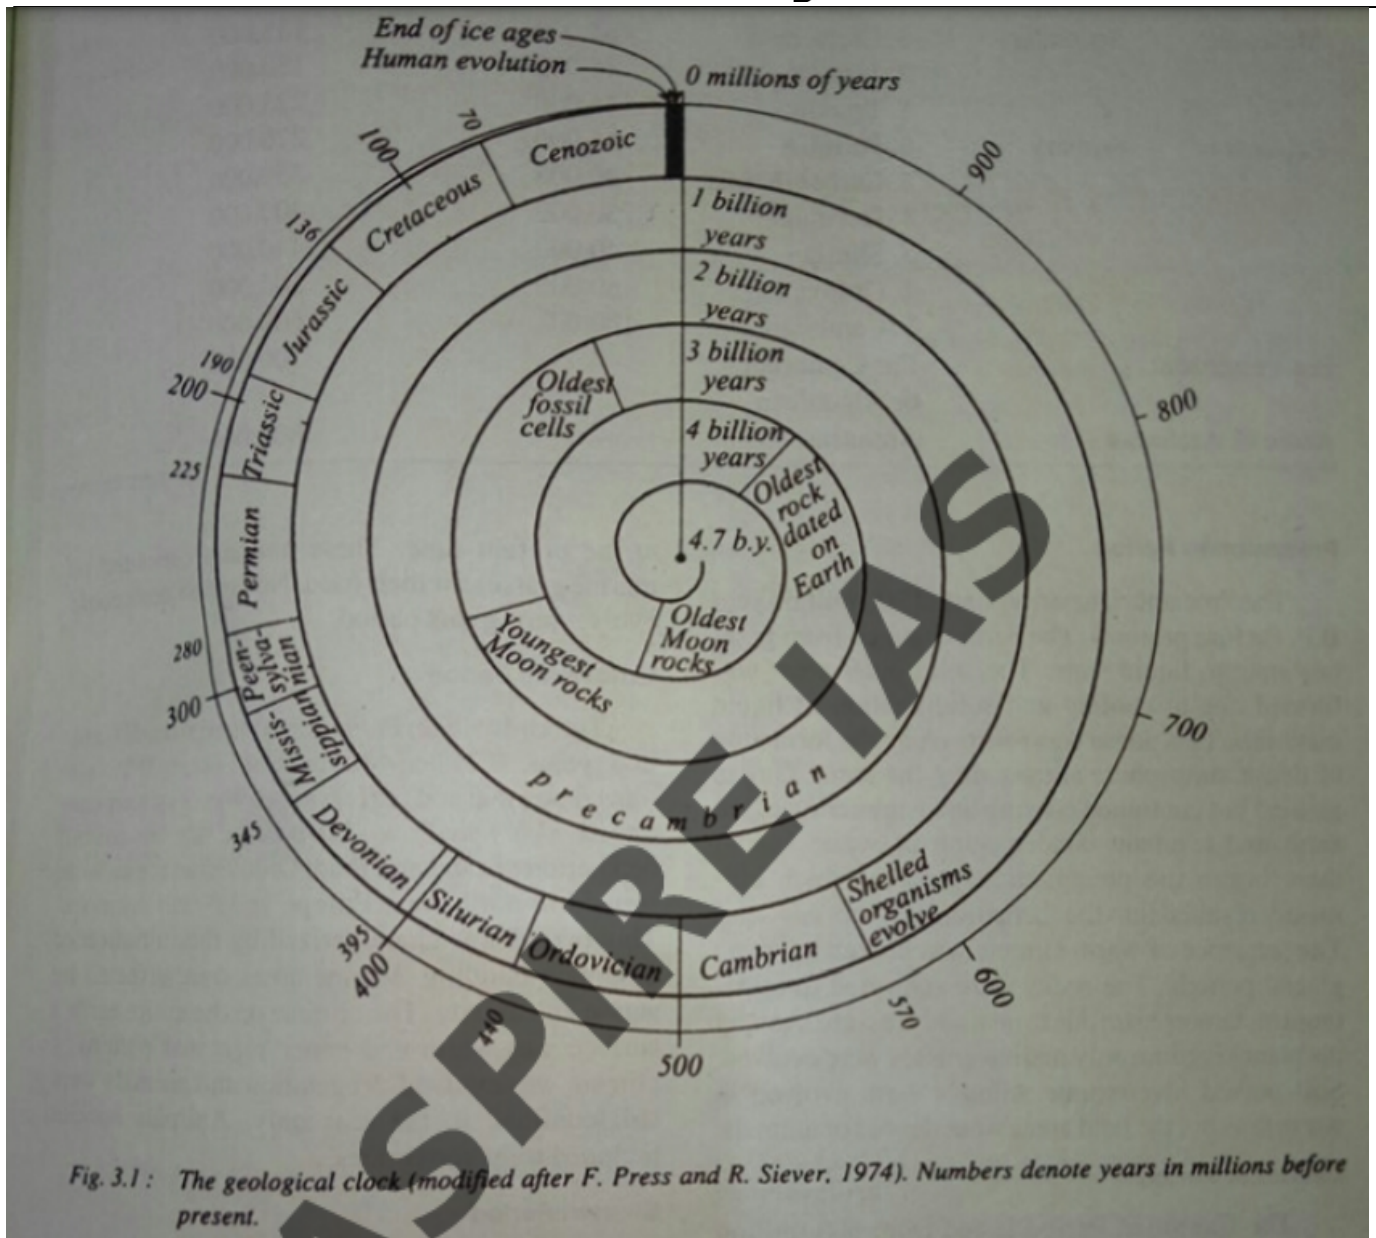 End of ice ages
Human evolution
0 millions of years
70
100
136
190
200
225
280
300
345
395
400
440
500
570
600
700
800
900
Cenozoic
Cretaceous
Jurassic
Triassic
Permian
Peen-
sylva-
nian
Missis-
sippian
Devonian
Silurian
Ordovician
Cambrian
Shelled
organisms
evolve
Precambrian
1 billion
years
2 billion
years
3 billion
years
4 billion
years
4.7 b.y.
Oldest
fossil
cells
Oldest
rock
dated
on
Earth
Oldest
Moon
rocks
Youngest
Moon rocks
ASPIRE IAS
Fig. 3.1 : The geological clock (modified after F. Press and R. Siever, 1974). Numbers denote years in millions before
present.